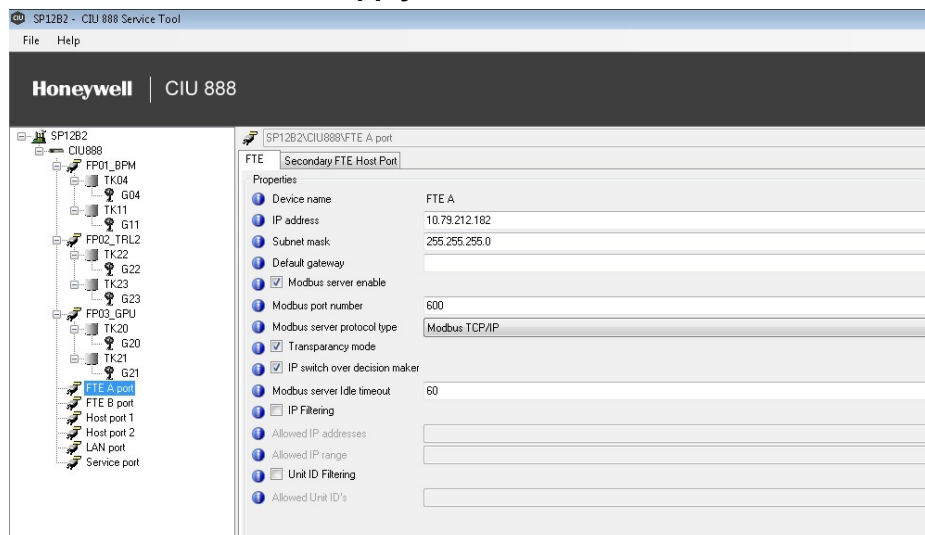 SP12B2 - CIU 888 Service Tool
File Help
Honeywell CIU 888
SP12B2
CIU888
FP01_BPM
TK04
G04
TK11
G11
FP02_TRL2
TK22
G22
TK23
G23
FP03_GPU
TK20
G20
TK21
G21
FTE A port
FTE B port
Host port 1
Host port 2
LAN port
Service port
SP12B2\CIU888\FTE A port
FTE Secondary FTE Host Port
Properties
Device name FTE A
IP address 10.79.212.182
Subnet mask 255.255.255.0
Default gateway
Modbus server enable
Modbus port number 600
Modbus server protocol type Modbus TCP/IP
Transparancy mode
IP switch over decision maker
Modbus server Idle timeout 60
IP Filtering
Allowed IP addresses
Allowed IP range
Unit ID Filtering
Allowed Unit ID's